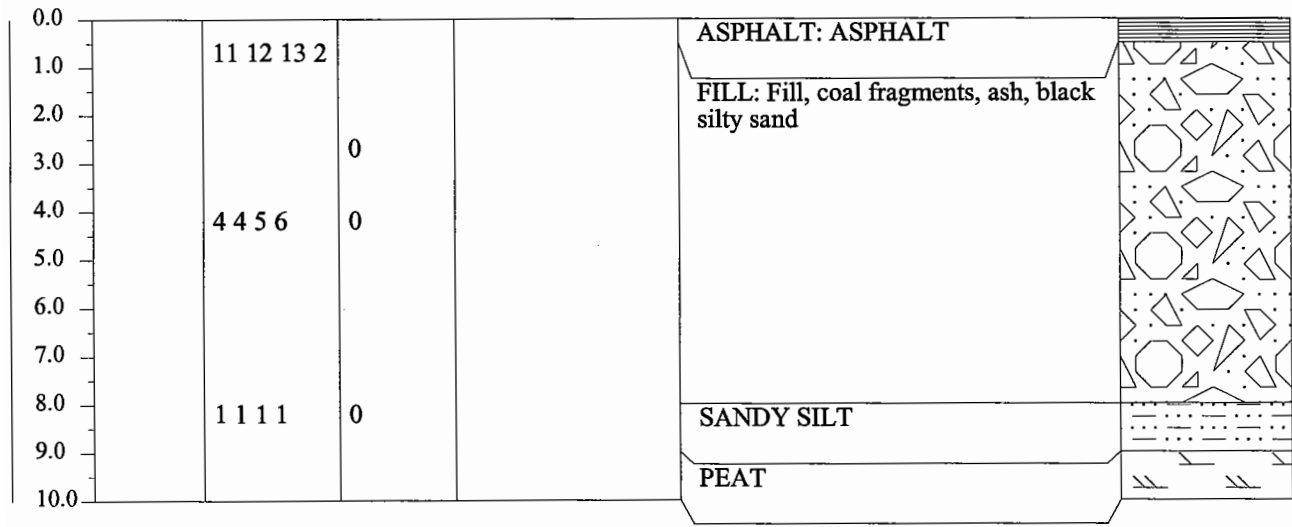 0.0
ASPHALT: ASPHALT
11 12 13 2
1.0
FILL: Fill, coal fragments, ash, black
silty sand
2.0
0
3.0
4.0
4 4 5 6
0
5.0
6.0
7.0
8.0
1 1 1 1
0
SANDY SILT
9.0
PEAT
10.0